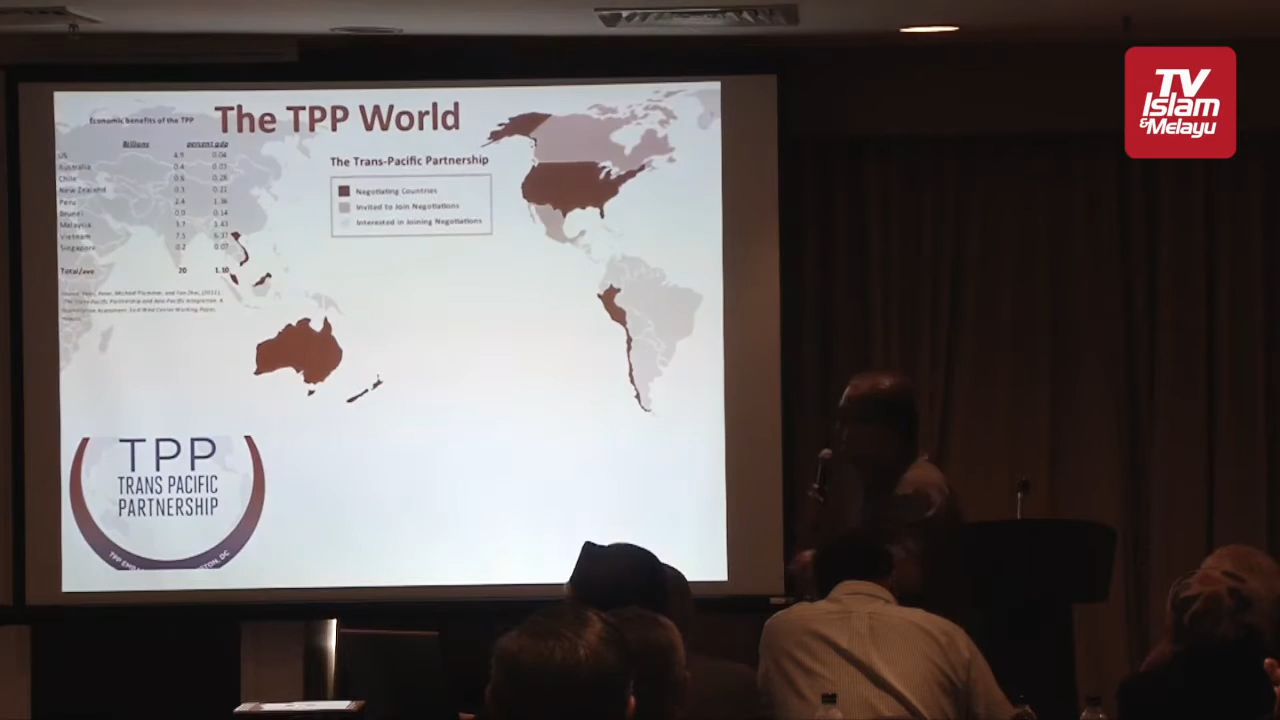 TV
Islam
&Melayu
The TPP World
Economic benefits of the TPP
Billions percent gdp
US 4.9 0.04
Australia 0.4 0.03
Chile 0.6 0.28
New Zealand 0.3 0.21
Peru 2.4 1.36
Brunei 0.0 0.14
Malaysia 3.7 1.43
Vietnam 7.5 6.37
Singapore 0.2 0.07
Total/ave 20 1.10
The Trans-Pacific Partnership
Negotiating Countries
Invited to Join Negotiations
Interested in Joining Negotiations
TPP
TRANS PACIFIC
PARTNERSHIP